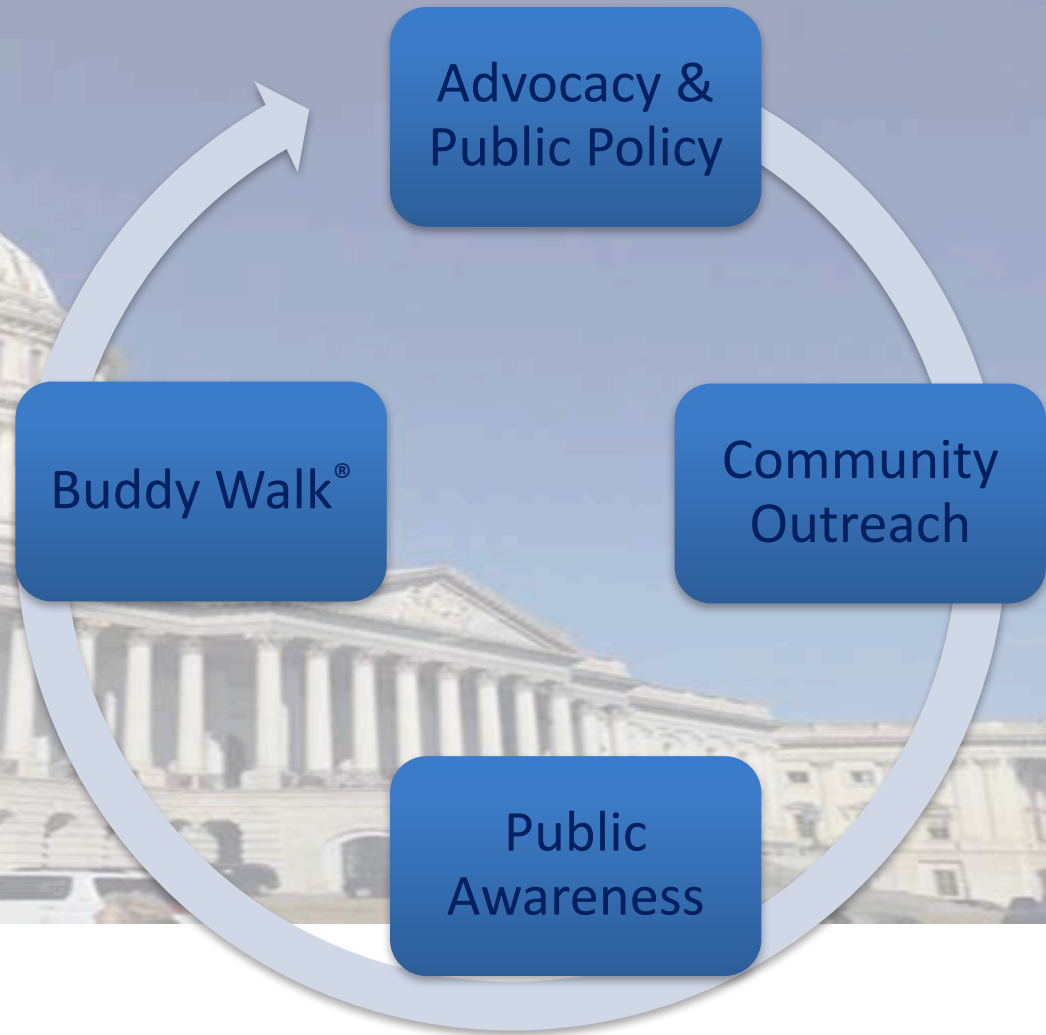 Advocacy &
Public Policy
Community
Outreach
Public
Awareness
Buddy Walk®